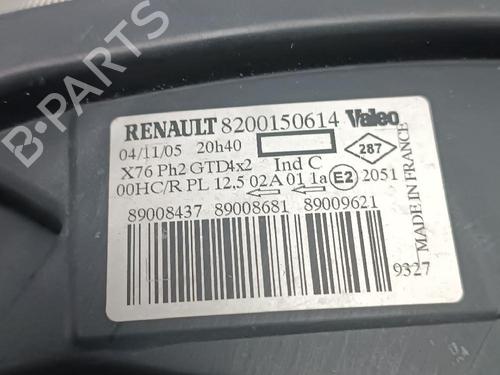 RENAULT 8200150614 Valeo
04/11/05 20h40
X76 Ph2 GTD4x2 Ind C
287
00HC/R PL 12,5 02A 01 1a E2 2051
89008437 89008681 89009621
MADE IN FRANCE
9327
B-PARTS